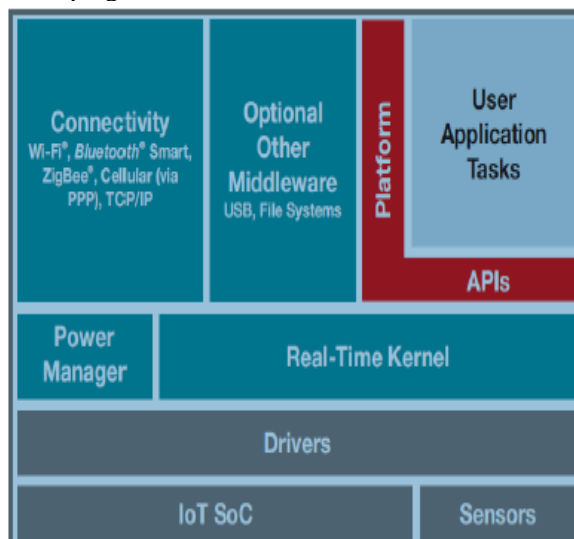 Connectivity
Wi-Fi®, Bluetooth® Smart,
ZigBee®, Cellular (via
PPP), TCP/IP
Optional
Other
Middleware
USB, File Systems
Platform
User
Application
Tasks
APIs
Power
Manager
Real-Time Kernel
Drivers
IoT SoC
Sensors